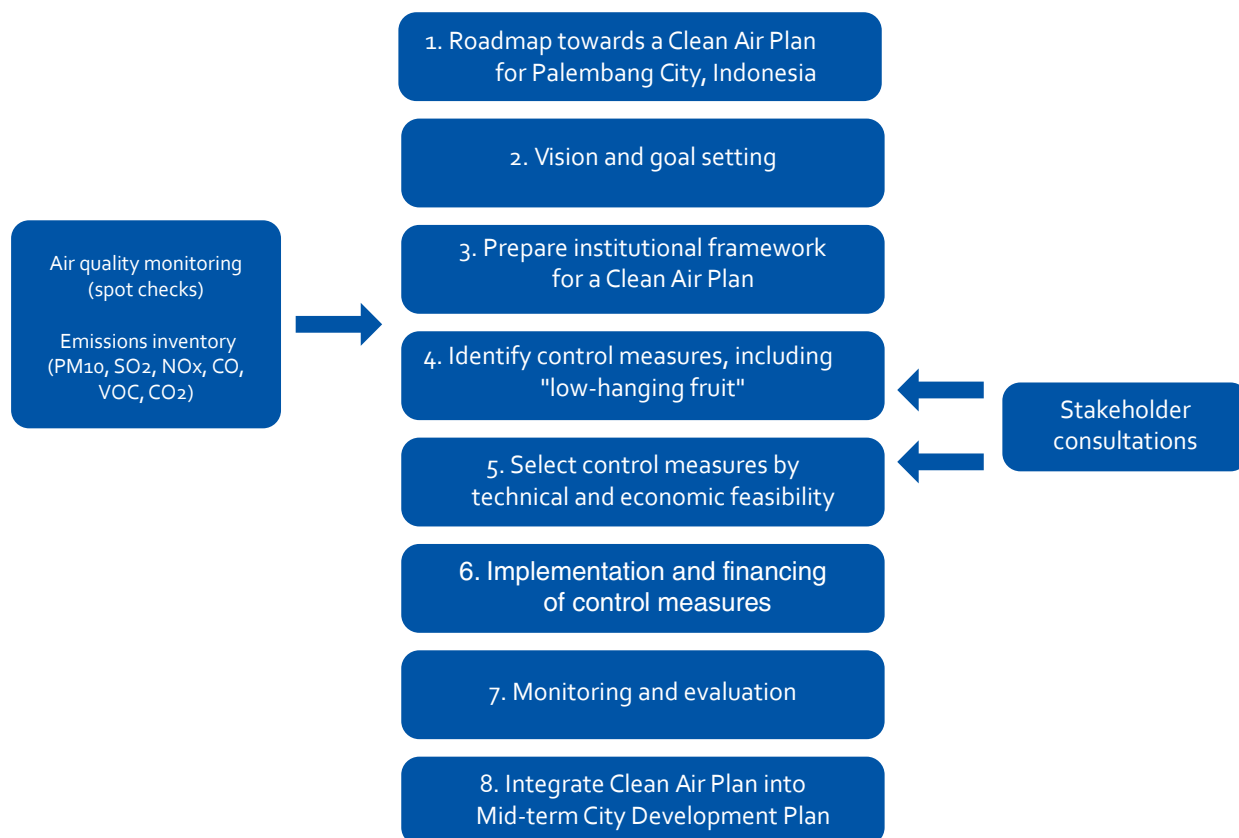 1. Roadmap towards a Clean Air Plan
for Palembang City, Indonesia
2. Vision and goal setting
3. Prepare institutional framework
for a Clean Air Plan
Air quality monitoring
(spot checks)
Emissions inventory
(PM10, SO2, NOx, CO,
VOC, CO2)
4. Identify control measures, including
"low-hanging fruit"
Stakeholder
consultations
5. Select control measures by
technical and economic feasibility
6. Implementation and financing
of control measures
7. Monitoring and evaluation
8. Integrate Clean Air Plan into
Mid-term City Development Plan